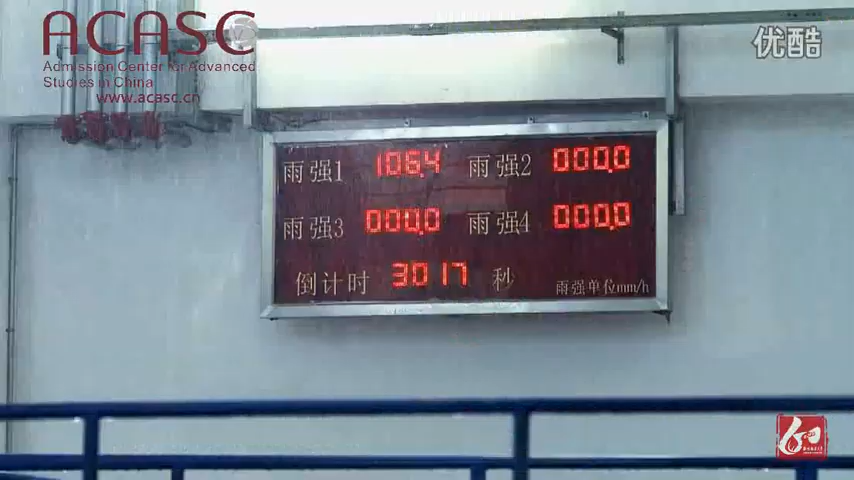 ACASC
Admission Center for Advanced
Studies in China
www.acasc.cn
优酷
雨强1 106.4 雨强2 000.0
雨强3 000.0 雨强4 000.0
倒计时 3017 秒 雨强单位mm/h
60